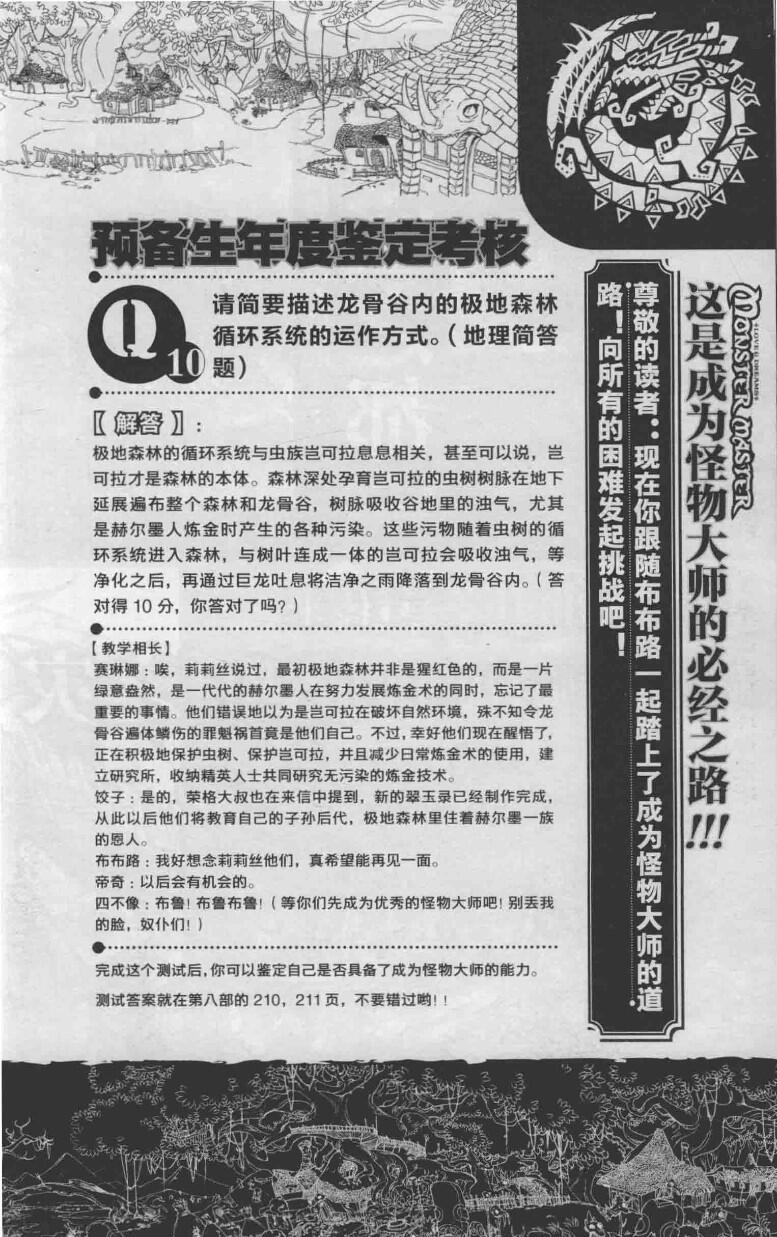 预备生年度鉴定考核
Q10
请简要描述龙骨谷内的极地森林
循环系统的运作方式。（地理简答
题）
【解答】：
极地森林的循环系统与虫族岂可拉息息相关，甚至可以说，岂
可拉才是森林的本体。森林深处孕育岂可拉的虫树树脉在地下
延展遍布整个森林和龙骨谷，树脉吸收谷地里的浊气，尤其
是赫尔墨人炼金时产生的各种污染。这些污物随着虫树的循
环系统进入森林，与树叶连成一体的岂可拉会吸收浊气，等
净化之后，再通过巨龙吐息将洁净之雨降落到龙骨谷内。（答
对得10分，你答对了吗？）
【教学相长】
赛琳娜：唉，莉莉丝说过，最初极地森林并非是猩红色的，而是一片
绿意盎然，是一代代的赫尔墨人在努力发展炼金术的同时，忘记了最
重要的事情。他们错误地以为是岂可拉在破坏自然环境，殊不知令龙
骨谷遍体鳞伤的罪魁祸首竟是他们自己。不过，幸好他们现在醒悟了，
正在积极地保护虫树、保护岂可拉，并且减少日常炼金术的使用，建
立研究所，收纳精英人士共同研究无污染的炼金技术。
饺子：是的，荣格大叔也在来信中提到，新的翠玉录已经制作完成，
从此以后他们将教育自己的子孙后代，极地森林里住着赫尔墨一族
的恩人。
布布路：我好想念莉莉丝他们，真希望能再见一面。
帝奇：以后会有机会的。
四不像：布鲁！布鲁布鲁！（等你们先成为优秀的怪物大师吧！别丢我
的脸，奴仆们！）
完成这个测试后，你可以鉴定自己是否具备了成为怪物大师的能力。
测试答案就在第八部的210，211页，不要错过哟！！
MONSTER MASTER
+LOVE & DREAMS+
这是成为怪物大师的必经之路!!!
尊敬的读者：现在你跟随布布路一起踏上了成为怪物大师的道
路！向所有的困难发起挑战吧！